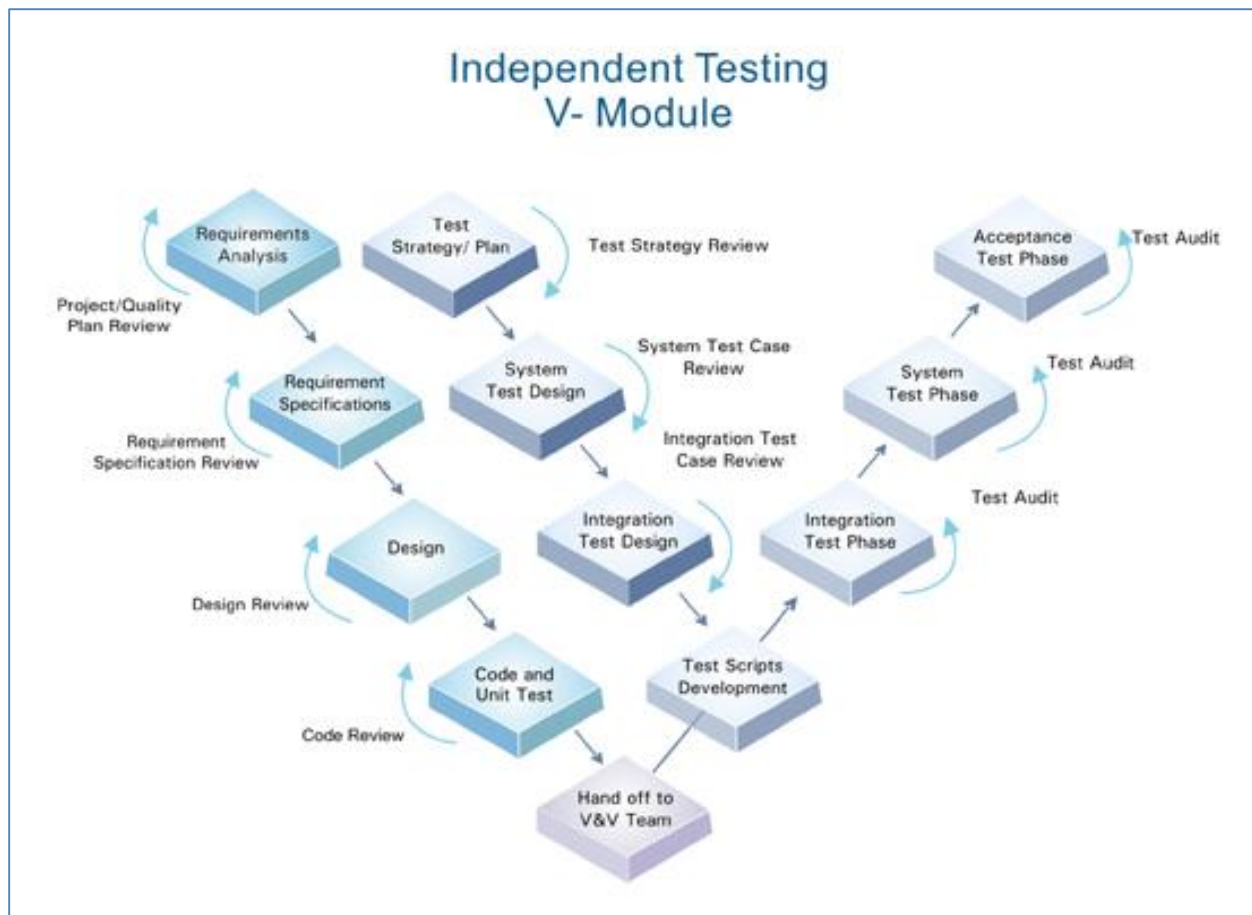 Independent Testing
V- Module
Requirements
Analysis
Test
Strategy/ Plan
Test Strategy Review
Acceptance
Test Phase
Test Audit
Project/Quality
Plan Review
Requirement
Specifications
System
Test Design
System Test Case
Review
System
Test Phase
Test Audit
Requirement
Specification Review
Integration Test
Case Review
Design
Integration
Test Design
Integration
Test Phase
Test Audit
Design Review
Code and
Unit Test
Test Scripts
Development
Code Review
Hand off to
V&V Team